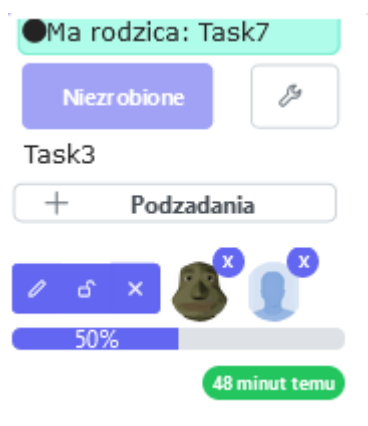 Ma rodzica: Task7
Niezrobione
Task3
+ Podzadania
x x
50%
48 minut temu